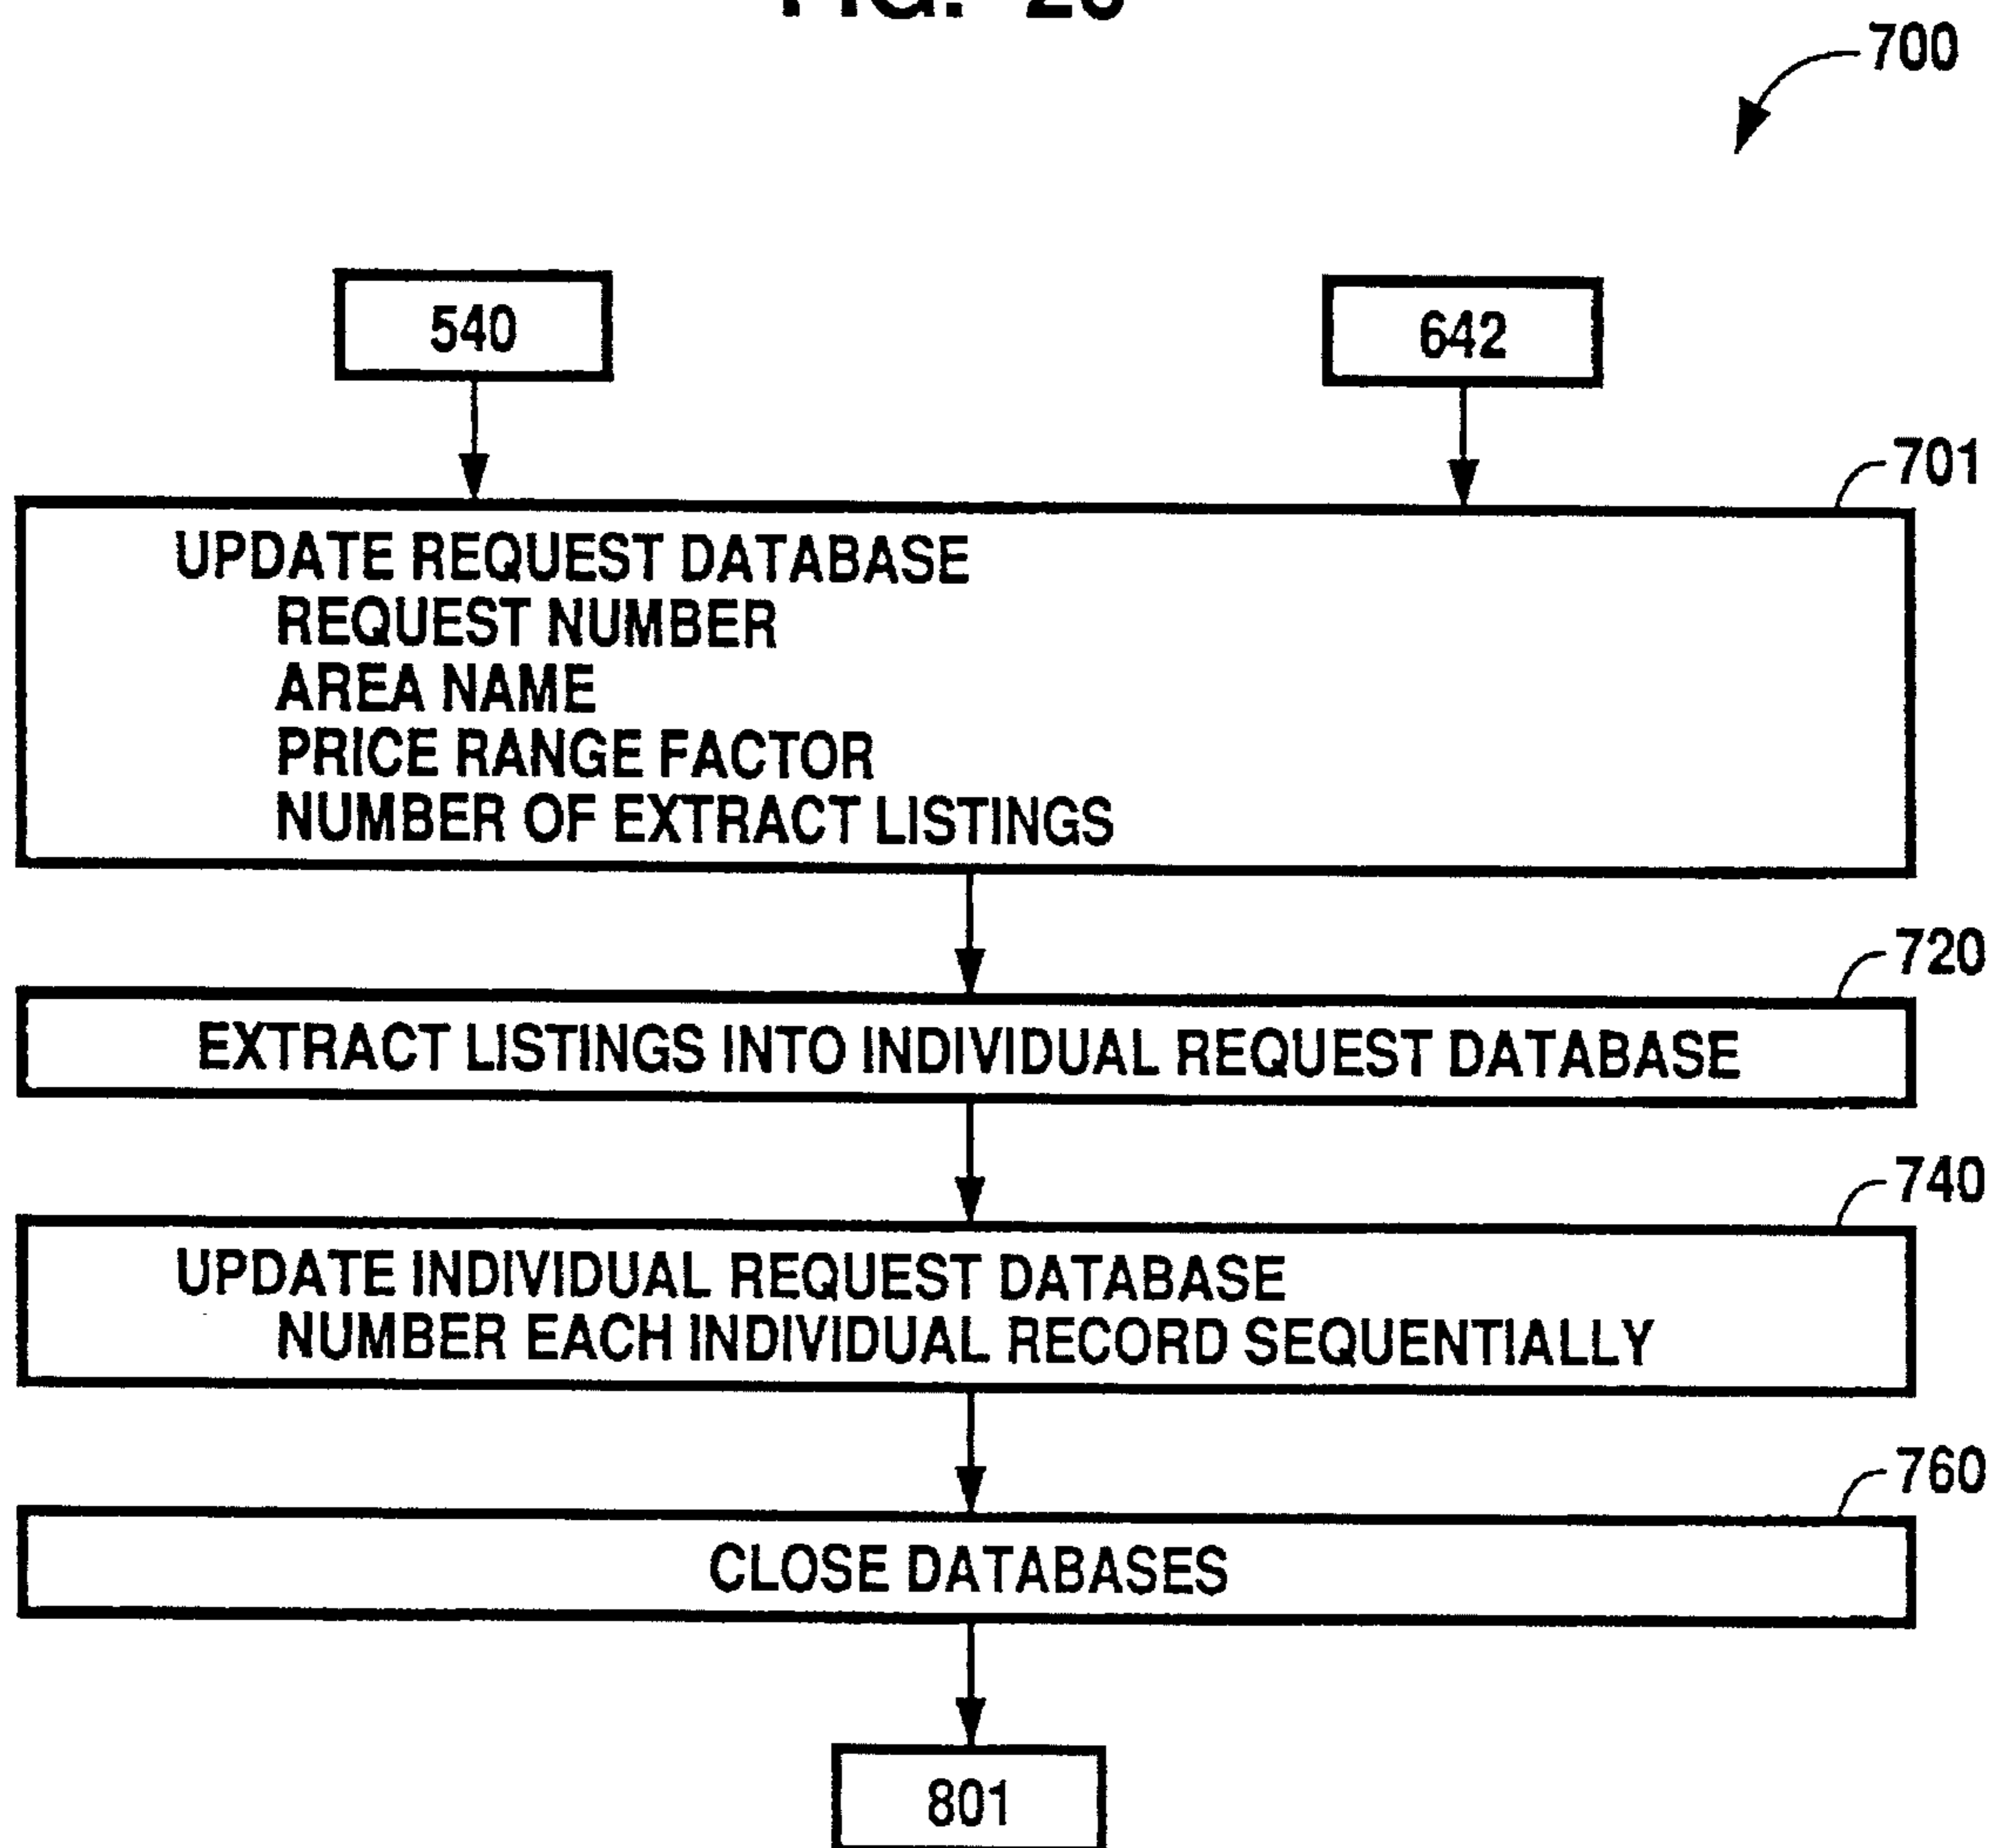 700
540
642
701
UPDATE REQUEST DATABASE
REQUEST NUMBER
AREA NAME
PRICE RANGE FACTOR
NUMBER OF EXTRACT LISTINGS
720
EXTRACT LISTINGS INTO INDIVIDUAL REQUEST DATABASE
740
UPDATE INDIVIDUAL REQUEST DATABASE
NUMBER EACH INDIVIDUAL RECORD SEQUENTIALLY
760
CLOSE DATABASES
801